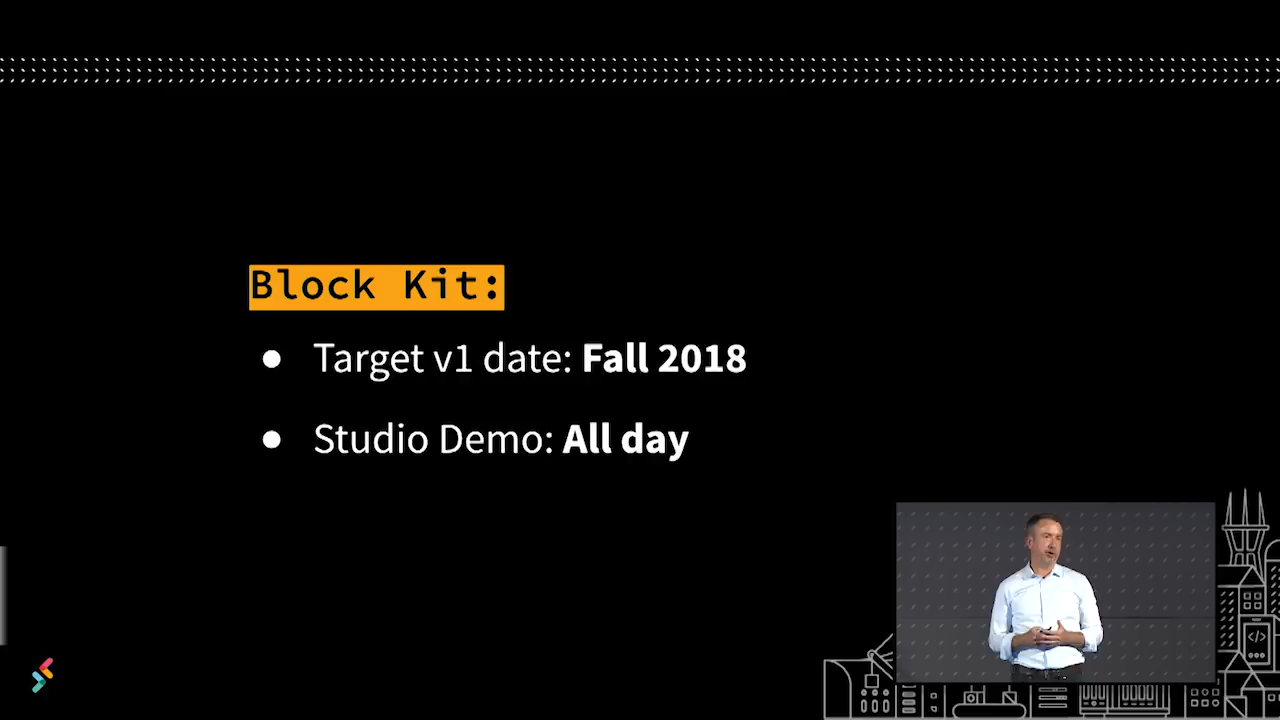 Block Kit:
● Target v1 date: Fall 2018
● Studio Demo: All day
</>